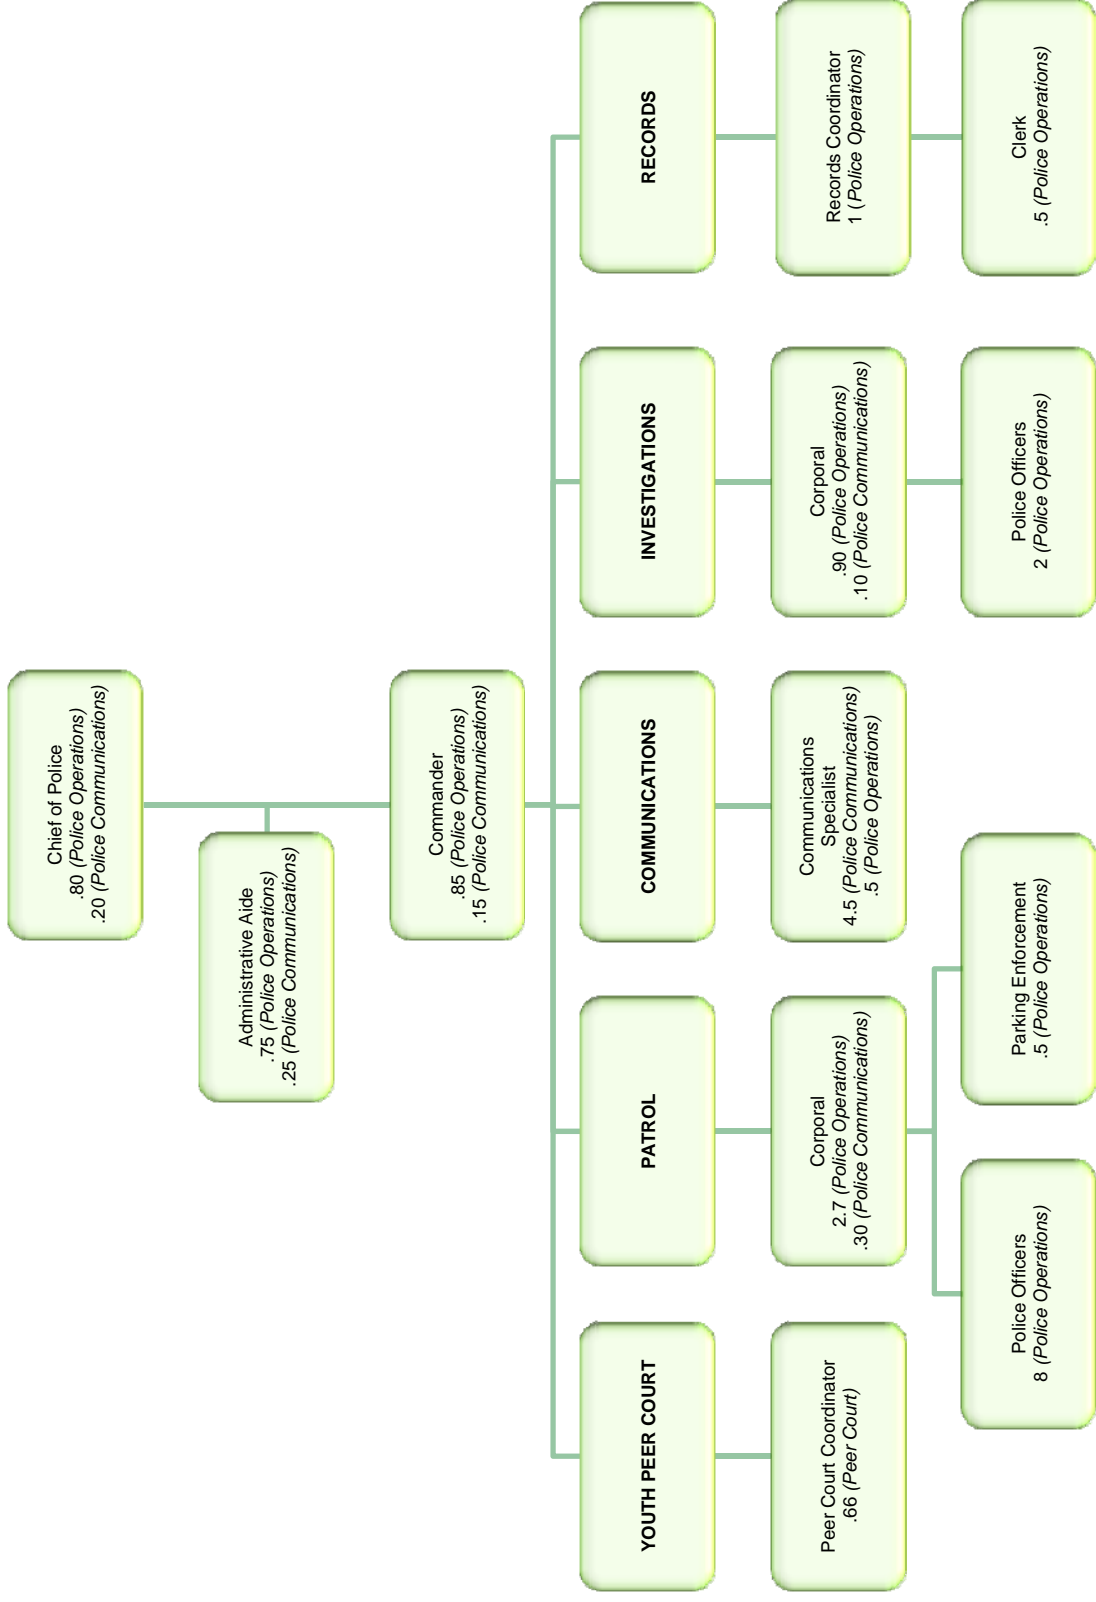 Chief of Police
.80 (Police Operations)
.20 (Police Communications)
Administrative Aide
.75 (Police Operations)
.25 (Police Communications)
Commander
.85 (Police Operations)
.15 (Police Communications)
YOUTH PEER COURT
PATROL
COMMUNICATIONS
INVESTIGATIONS
RECORDS
Peer Court Coordinator
.66 (Peer Court)
Corporal
2.7 (Police Operations)
.30 (Police Communications)
Communications
Specialist
4.5 (Police Communications)
.5 (Police Operations)
Corporal
.90 (Police Operations)
.10 (Police Communications)
Records Coordinator
1 (Police Operations)
Police Officers
8 (Police Operations)
Parking Enforcement
.5 (Police Operations)
Police Officers
2 (Police Operations)
Clerk
.5 (Police Operations)